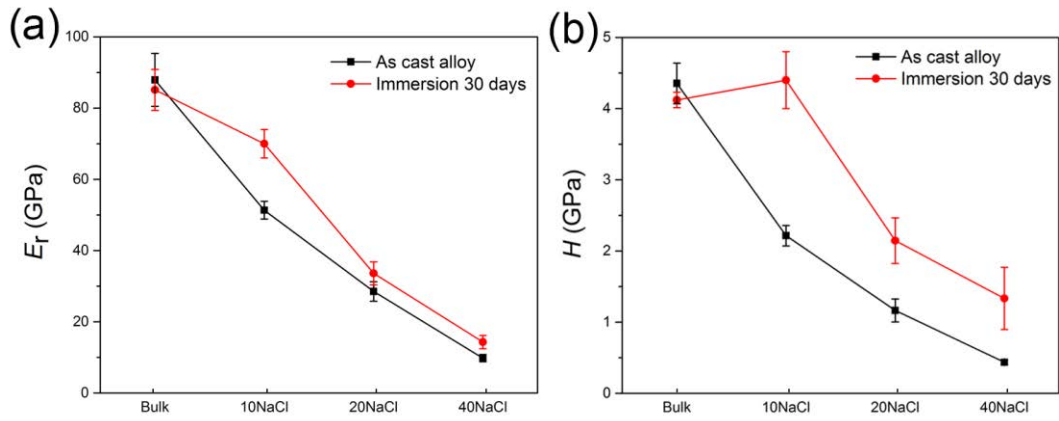 (a)
100
80
60
40
20
0
Er (GPa)
As cast alloy
Immersion 30 days
Bulk 10NaCl 20NaCl 40NaCl
(b)
5
4
3
2
1
0
H (GPa)
As cast alloy
Immersion 30 days
Bulk 10NaCl 20NaCl 40NaCl